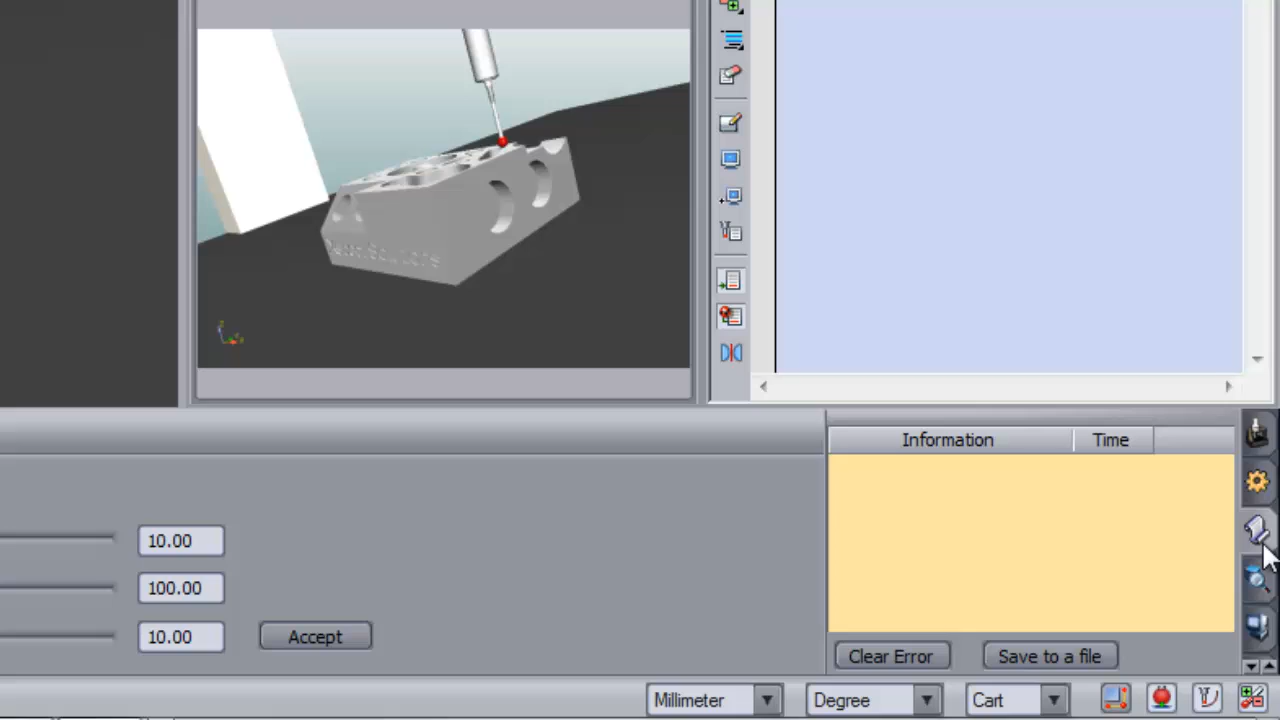 Information Time
10.00
100.00
10.00 Accept
Clear Error Save to a file
Millimeter Degree Cart